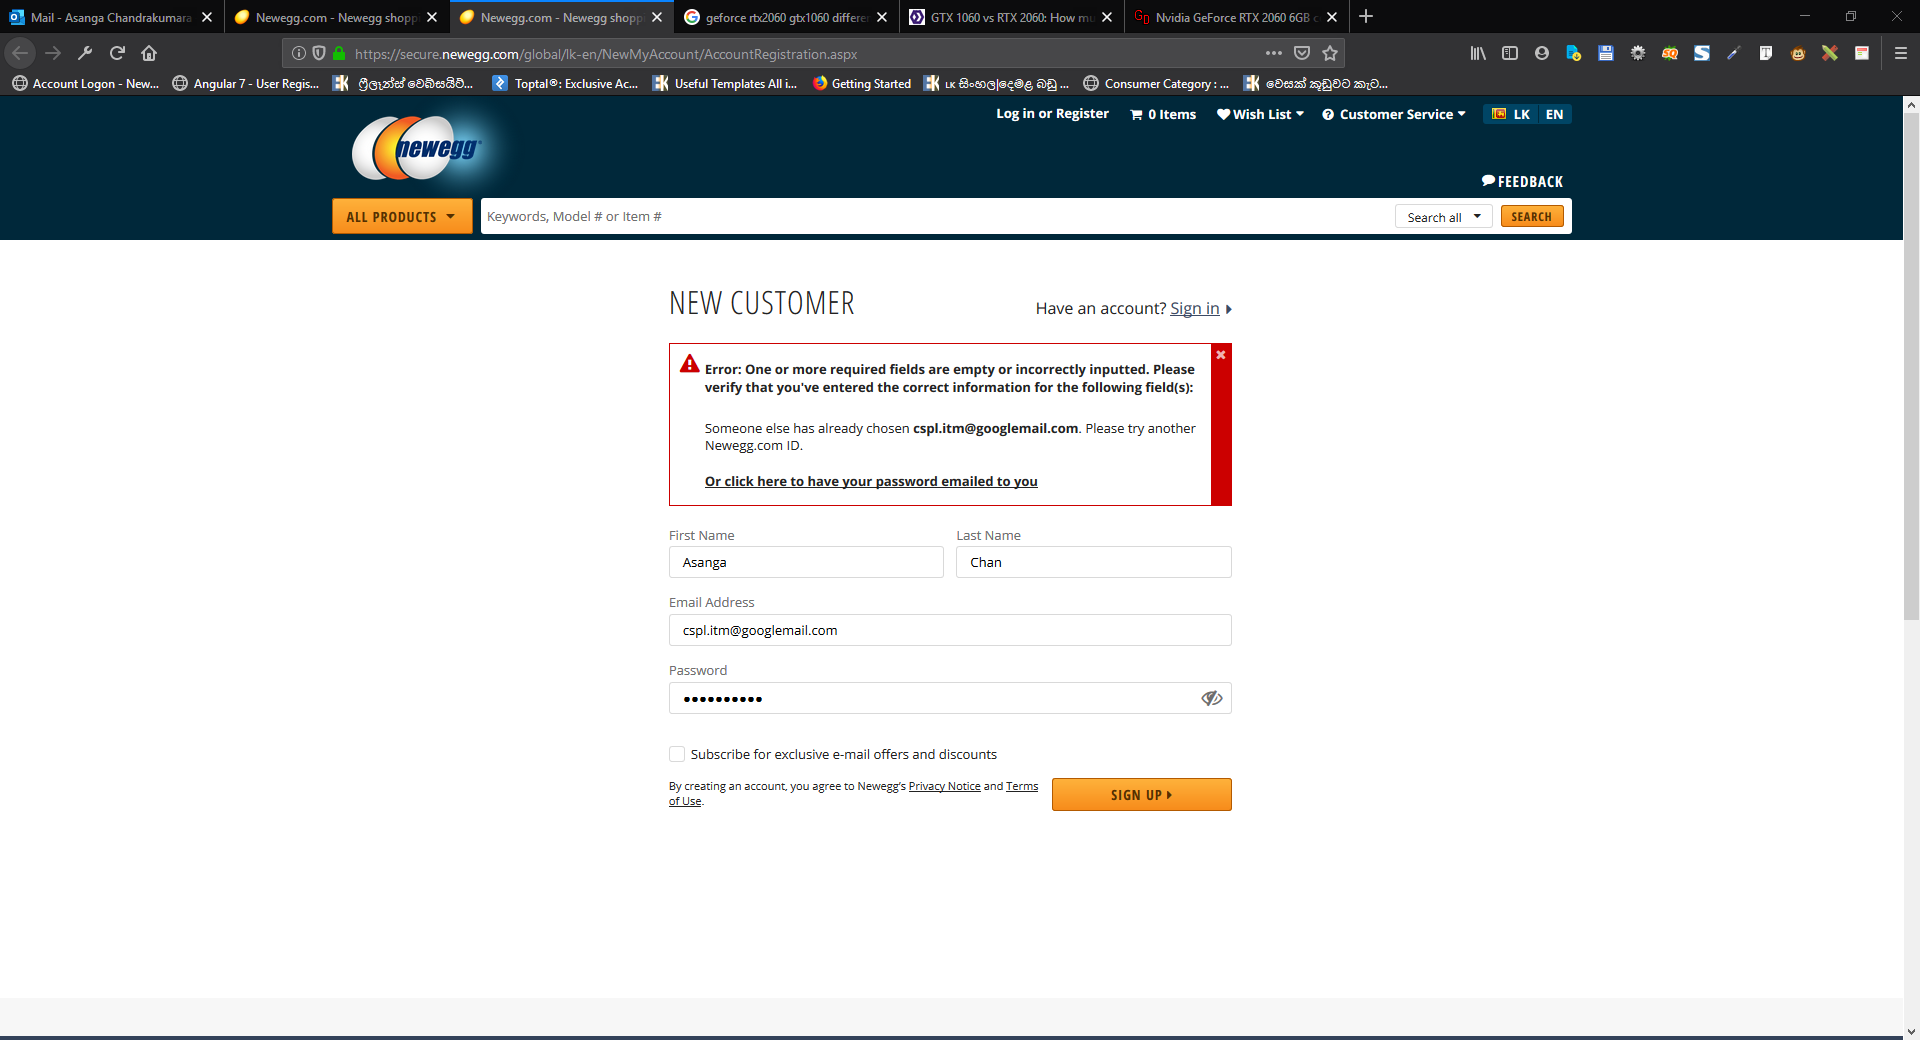 Mail - Asanga Chandrakumara
Newegg.com - Newegg shopp
Newegg.com - Newegg shopp
geforce rtx2060 gtx1060 differe
GTX 1060 vs RTX 2060: How mu
Nvidia GeForce RTX 2060 6GB
https://secure.newegg.com/global/lk-en/NewMyAccount/AccountRegistration.aspx
Account Logon - New...
Angular 7 - User Regis...
ෆ්‍රීලෑන්ස් වෙබ්සයිට්...
Toptal®: Exclusive Ac...
Useful Templates All i...
Getting Started
LK සිංහල|දෙමළ බඩු ...
Consumer Category : ...
වෙසක් කූඩුවට කැට...
Log in or Register
0 Items
Wish List
Customer Service
LK
EN
newegg
FEEDBACK
ALL PRODUCTS
Keywords, Model # or Item #
Search all
SEARCH
NEW CUSTOMER
Have an account? Sign in
Error: One or more required fields are empty or incorrectly inputted. Please
verify that you've entered the correct information for the following field(s):
Someone else has already chosen cspl.itm@googlemail.com. Please try another
Newegg.com ID.
Or click here to have your password emailed to you
First Name
Last Name
Asanga
Chan
Email Address
cspl.itm@googlemail.com
Password
Subscribe for exclusive e-mail offers and discounts
By creating an account, you agree to Newegg's Privacy Notice and Terms
of Use.
SIGN UP